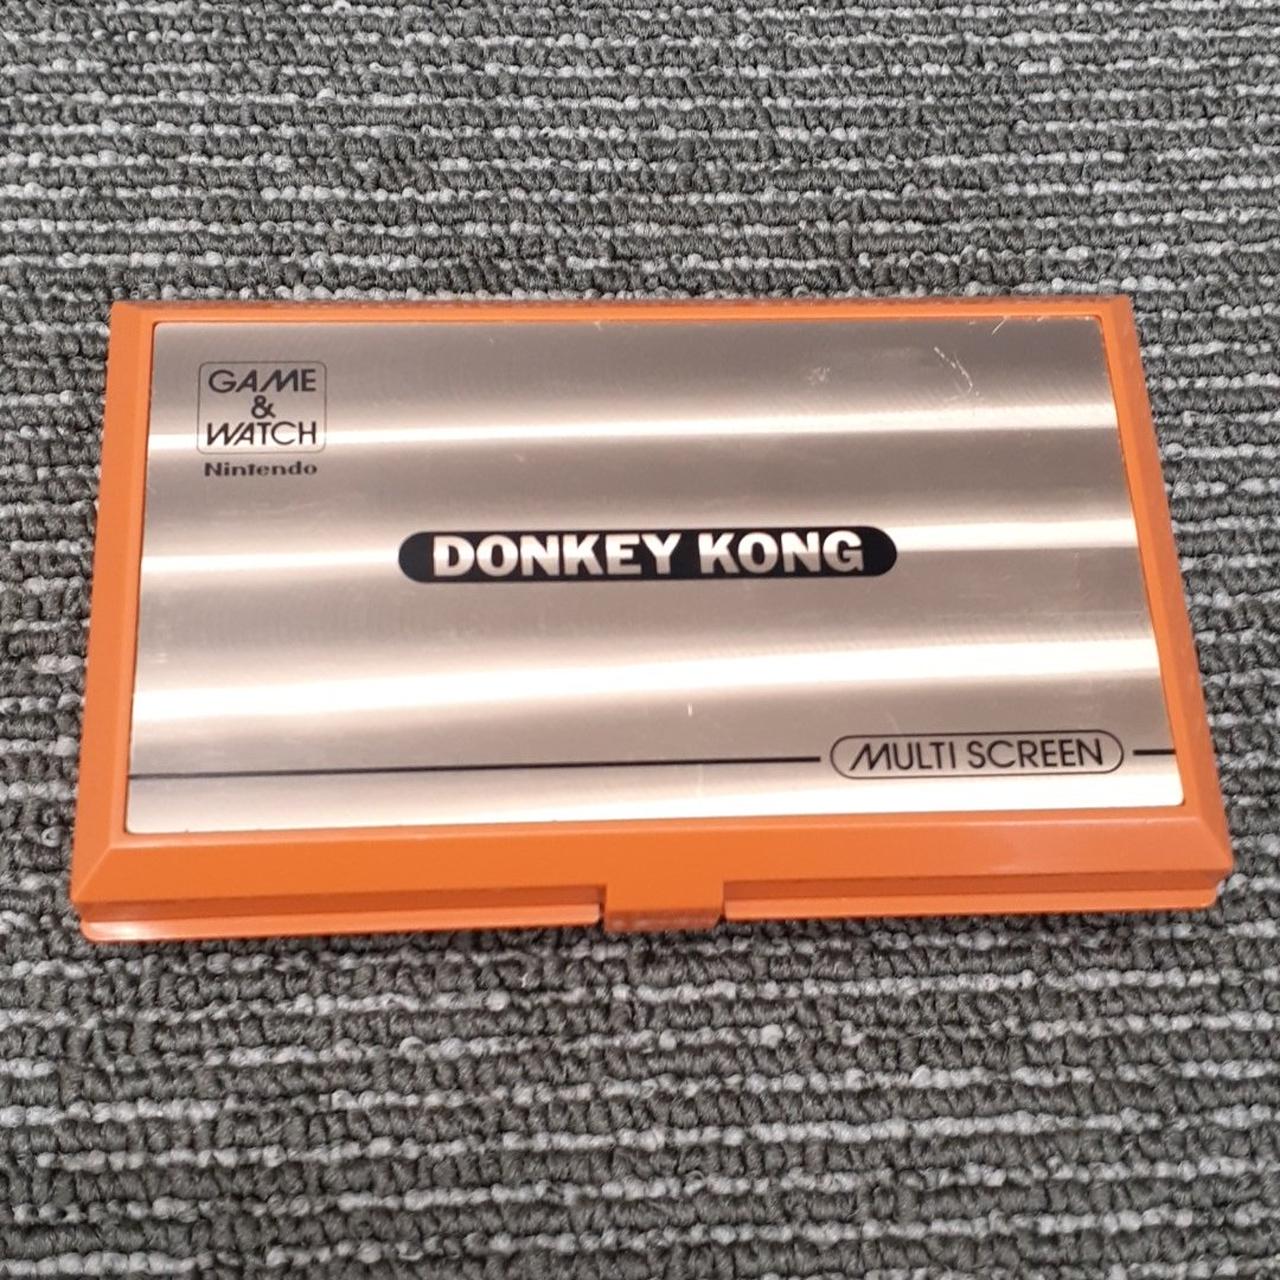 GAME
&
WATCH
Nintendo
DONKEY KONG
MULTI SCREEN